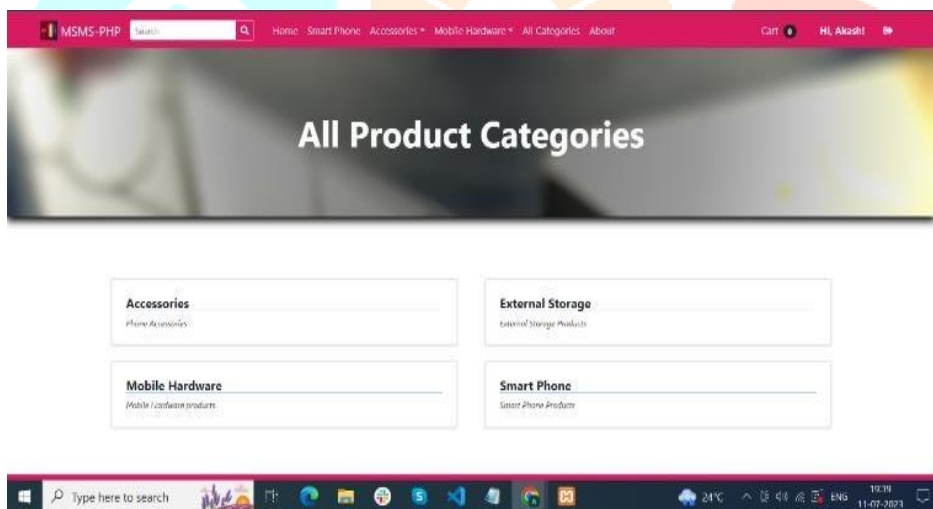 MSMS-PHP Search Home Smart Phone Accessories Mobile Hardware All Categories About Cart 0 Hi, Akash!
All Product Categories
Accessories
Phone Accessories
External Storage
External Storage Products
Mobile Hardware
Mobile Hardware products
Smart Phone
Smart Phone Products
Type here to search 24°C ENG 19:39
11-07-2023